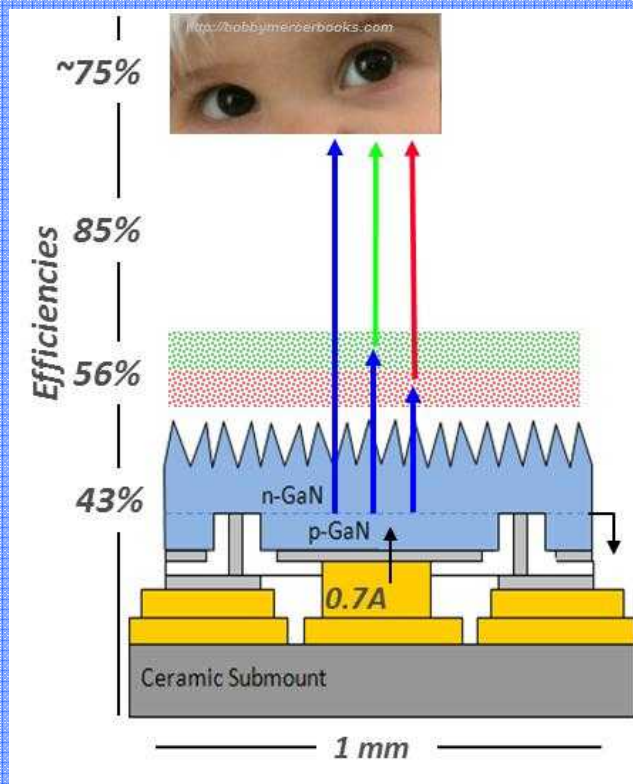 http://bobbymercerbooks.com
~75%
85%
Efficiencies
56%
43%
n-GaN
p-GaN
0.7A
Ceramic Submount
1 mm